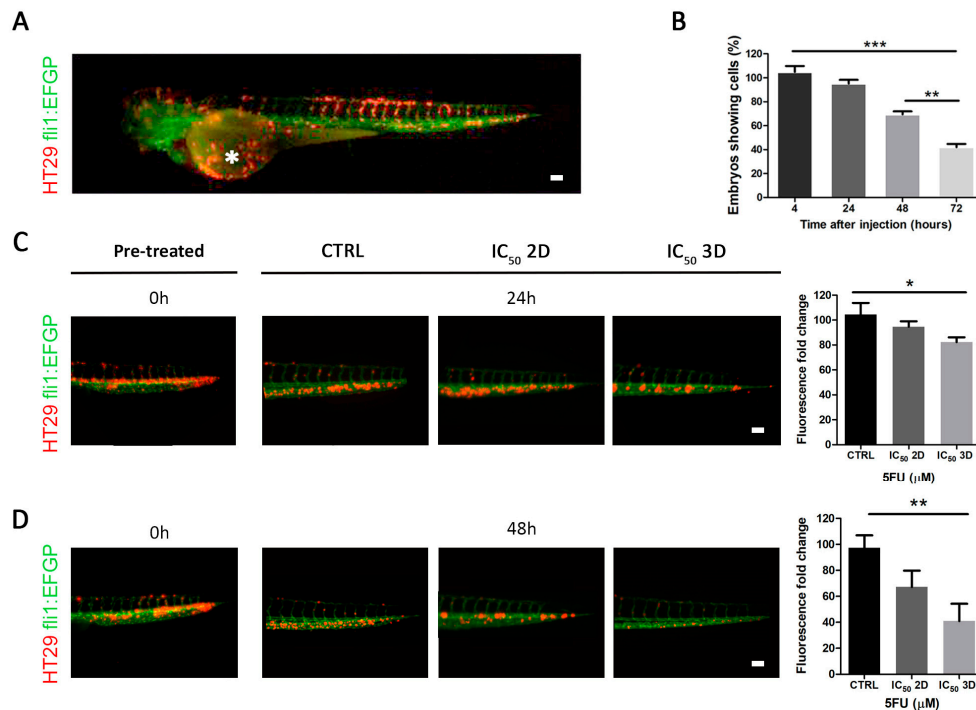 A
HT29 fli1:EFGP
*
B
Embryos showing cells (%)
120
100
80
60
40
20
0
***
**
4 24 48 72
Time after injection (hours)
C
Pre-treated CTRL IC50 2D IC50 3D
0h 24h
HT29 fli1:EFGP
Fluorescence fold change
120
100
80
60
40
20
0
*
CTRL IC50 2D IC50 3D
5FU (µM)
D
0h 48h
HT29 fli1:EFGP
Fluorescence fold change
120
100
80
60
40
20
0
**
CTRL IC50 2D IC50 3D
5FU (µM)